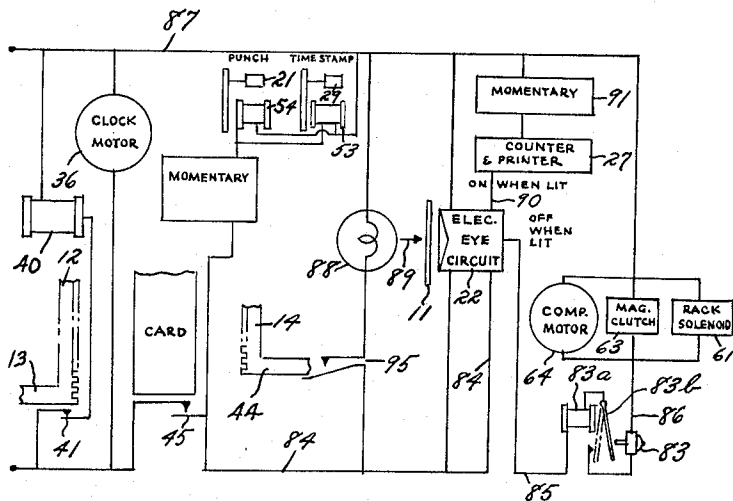 87
PUNCH
TIME STAMP
21
29
54
53
CLOCK
MOTOR
36
MOMENTARY
MOMENTARY
91
COUNTER
& PRINTER
27
ON WHEN LIT
90
OFF
WHEN
LIT
40
88
89
11
ELEC.
EYE
CIRCUIT
22
12
13
CARD
14
44
95
84
COMP.
MOTOR
64
MAG.
CLUTCH
63
RACK
SOLENOID
61
83a
83b
86
83
41
45
84
85